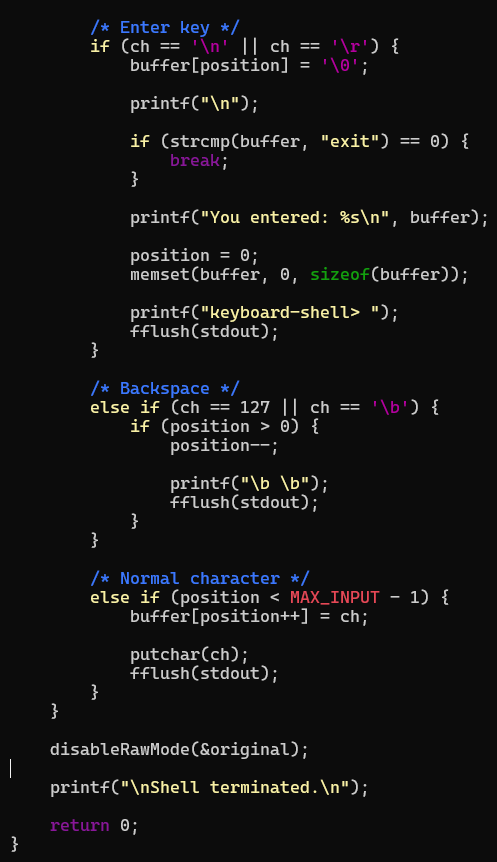 /* Enter key */
        if (ch == '\n' || ch == '\r') {
            buffer[position] = '\0';

            printf("\n");

            if (strcmp(buffer, "exit") == 0) {
                break;
            }

            printf("You entered: %s\n", buffer);

            position = 0;
            memset(buffer, 0, sizeof(buffer));

            printf("keyboard-shell> ");
            fflush(stdout);
        }

        /* Backspace */
        else if (ch == 127 || ch == '\b') {
            if (position > 0) {
                position--;

                printf("\b \b");
                fflush(stdout);
            }
        }

        /* Normal character */
        else if (position < MAX_INPUT - 1) {
            buffer[position++] = ch;

            putchar(ch);
            fflush(stdout);
        }
    }

    disableRawMode(&original);

    printf("\nShell terminated.\n");

    return 0;
}